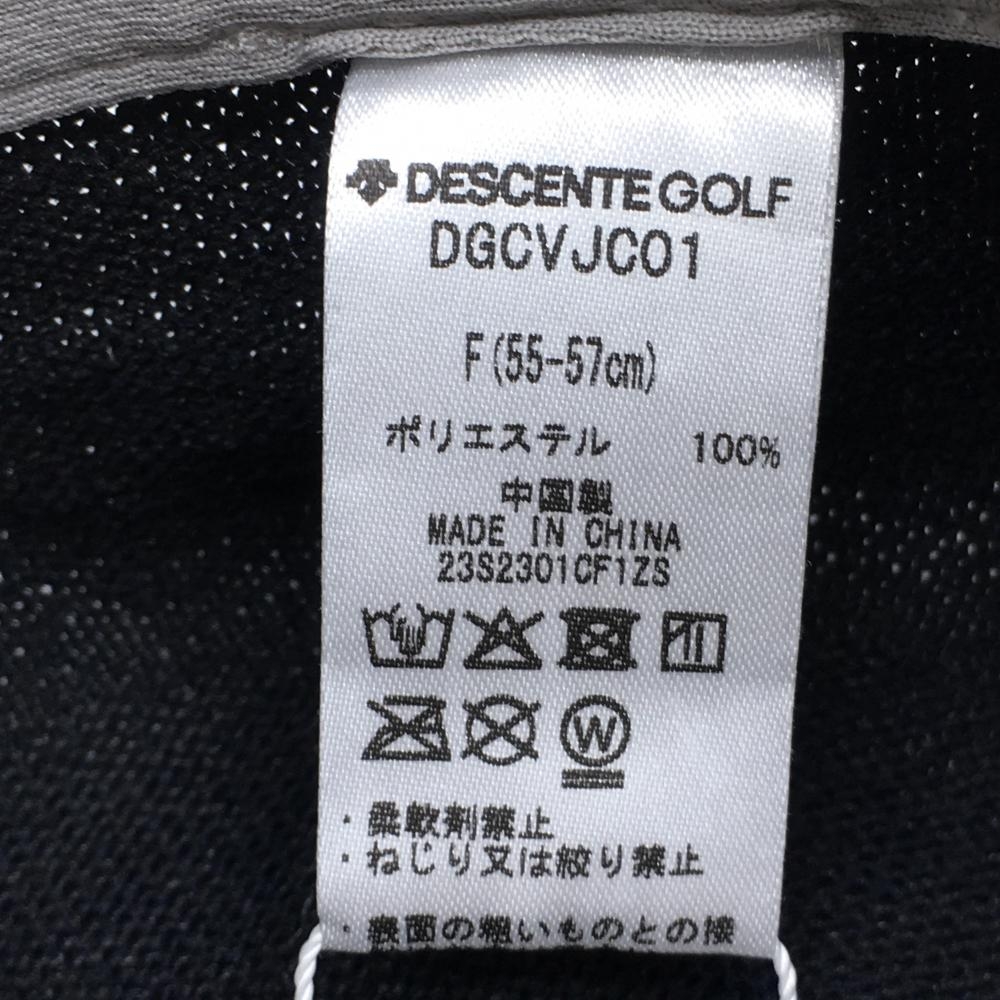 DESCENTE GOLF
DGCVJC01
F(55-57cm)
ポリエステル 100%
中国製
MADE IN CHINA
23S2301CF1ZS
W
・柔軟剤禁止
・ねじり又は絞り禁止
・表面の粗いものとの接